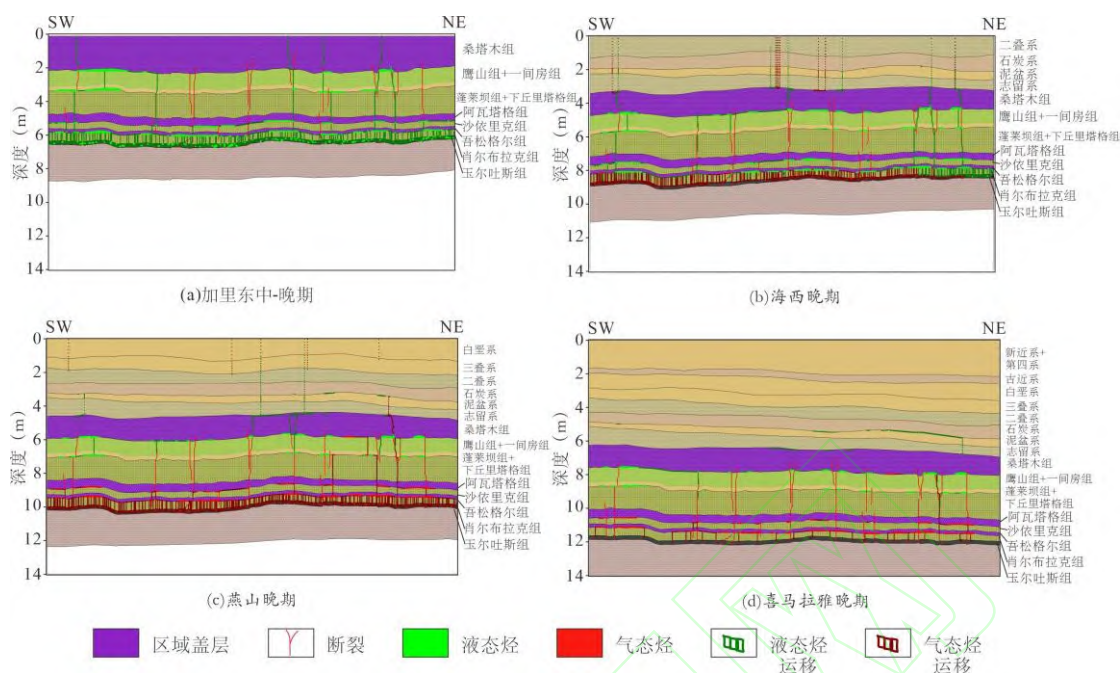 SW
NE
0
2
4
6
8
10
12
14
深度（m）
桑塔木组
鹰山组+一间房组
蓬莱坝组+下丘里塔格组
阿瓦塔格组
沙依里克组
吾松格尔组
肖尔布拉克组
玉尔吐斯组
(a)加里东中-晚期
SW
NE
0
2
4
6
8
10
12
14
深度（m）
二叠系
石炭系
泥盆系
志留系
桑塔木组
鹰山组+一间房组
蓬莱坝组+下丘里塔格组
阿瓦塔格组
沙依里克组
吾松格尔组
肖尔布拉克组
玉尔吐斯组
(b)海西晚期
SW
NE
0
2
4
6
8
10
12
14
深度（m）
白垩系
三叠系
二叠系
石炭系
泥盆系
志留系
桑塔木组
鹰山组+一间房组
蓬莱坝组+
下丘里塔格组
阿瓦塔格组
沙依里克组
吾松格尔组
肖尔布拉克组
玉尔吐斯组
(c)燕山晚期
SW
NE
0
2
4
6
8
10
12
14
深度（m）
新近系+
第四系
古近系
白垩系
三叠系
二叠系
石炭系
泥盆系
志留系
桑塔木组
鹰山组+一间房组
蓬莱坝组+
下丘里塔格组
阿瓦塔格组
沙依里克组
吾松格尔组
肖尔布拉克组
玉尔吐斯组
(d)喜马拉雅晚期
区域盖层
断裂
液态烃
气态烃
液态烃
运移
气态烃
运移